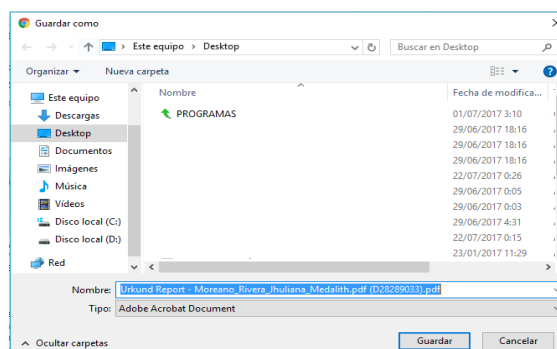 Guardar como
Este equipo > Desktop
Buscar en Desktop
Organizar
Nueva carpeta
Nombre
Fecha de modifica...
Este equipo
Descargas
Desktop
Documentos
Imágenes
Música
Vídeos
Disco local (C:)
Disco local (D:)
Red
PROGRAMAS
01/07/2017 3:10
29/06/2017 18:16
29/06/2017 18:16
29/06/2017 18:16
22/07/2017 0:26
29/06/2017 0:05
29/06/2017 0:03
29/06/2017 4:31
22/07/2017 0:15
23/01/2017 11:29
Nombre: Urkund Report - Moreano_Rivera_Jhuliana_Medalith.pdf (D28289033).pdf
Tipo: Adobe Acrobat Document
Ocultar carpetas
Guardar
Cancelar